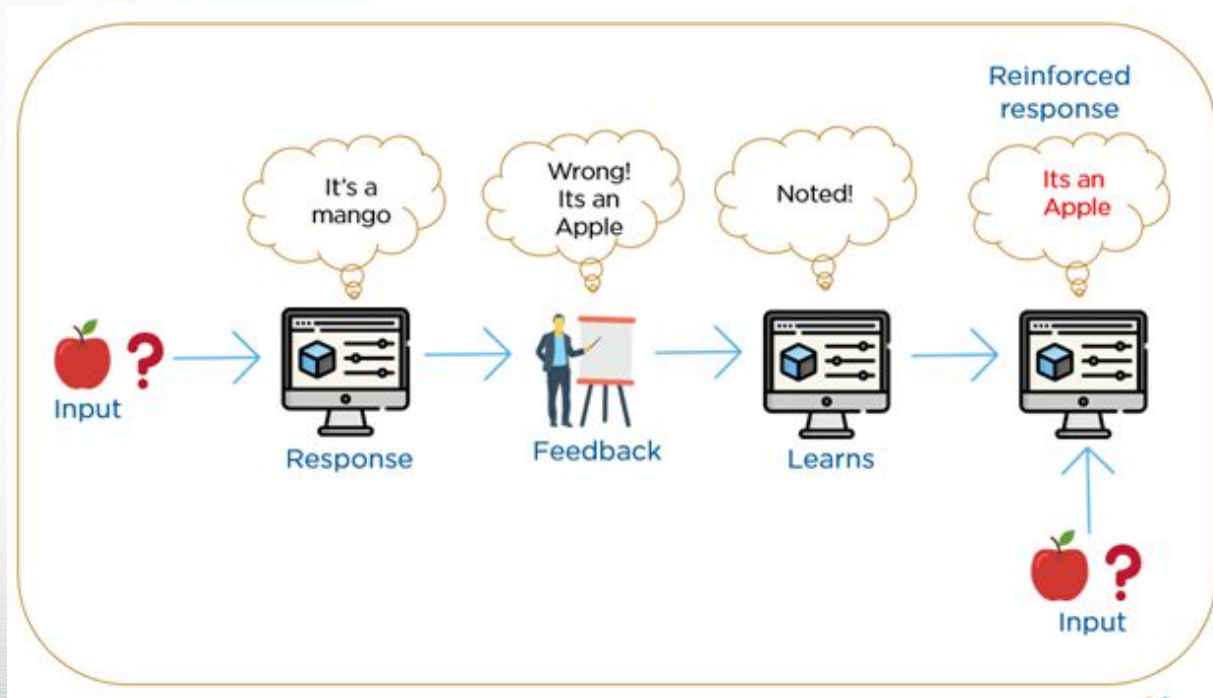 Reinforced
response
It's a
mango
Wrong!
Its an
Apple
Noted!
Its an
Apple
?
Input
Response
Feedback
Learns
?
Input